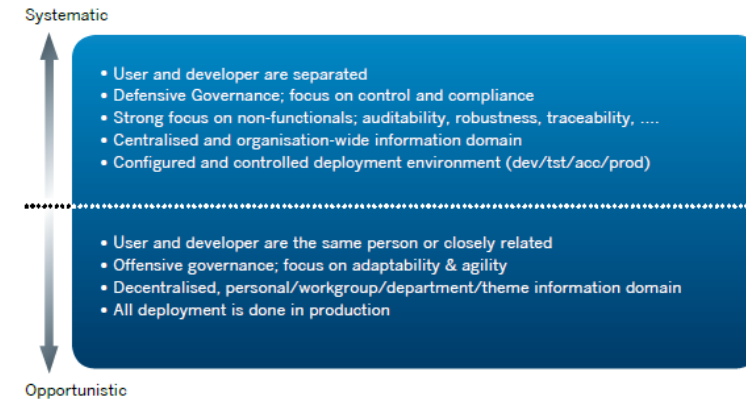 Systematic
• User and developer are separated
• Defensive Governance; focus on control and compliance
• Strong focus on non-functionals; auditability, robustness, traceability, ....
• Centralised and organisation-wide information domain
• Configured and controlled deployment environment (dev/tst/acc/prod)
• User and developer are the same person or closely related
• Offensive governance; focus on adaptability & agility
• Decentralised, personal/workgroup/department/theme information domain
• All deployment is done in production
Opportunistic